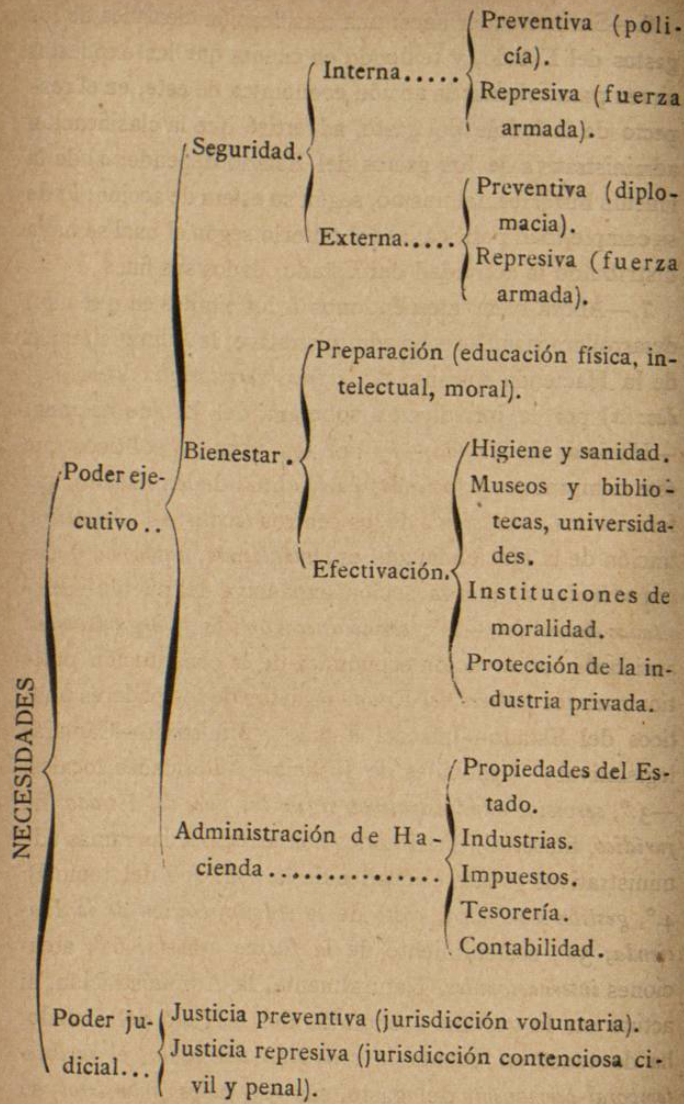 Preventiva (poli-
cía).
Interna.....
Represiva (fuerza
armada).
Seguridad.
Preventiva (diplo-
macia).
Externa.....
Represiva (fuerza
armada).
Preparación (educación física, in-
telectual, moral).
Bienestar.
Higiene y sanidad.
Museos y biblio-
tecas, universida-
des.
Efectivación.
Instituciones de
moralidad.
Protección de la in-
dustria privada.
Poder eje-
cutivo..
NECESIDADES
Propiedades del Es-
tado.
Administración de Ha-
cienda...............
Industrias.
Impuestos.
Tesorería.
Contabilidad.
Poder ju-
dicial...
Justicia preventiva (jurisdicción voluntaria).
Justicia represiva (jurisdicción contenciosa ci-
vil y penal).